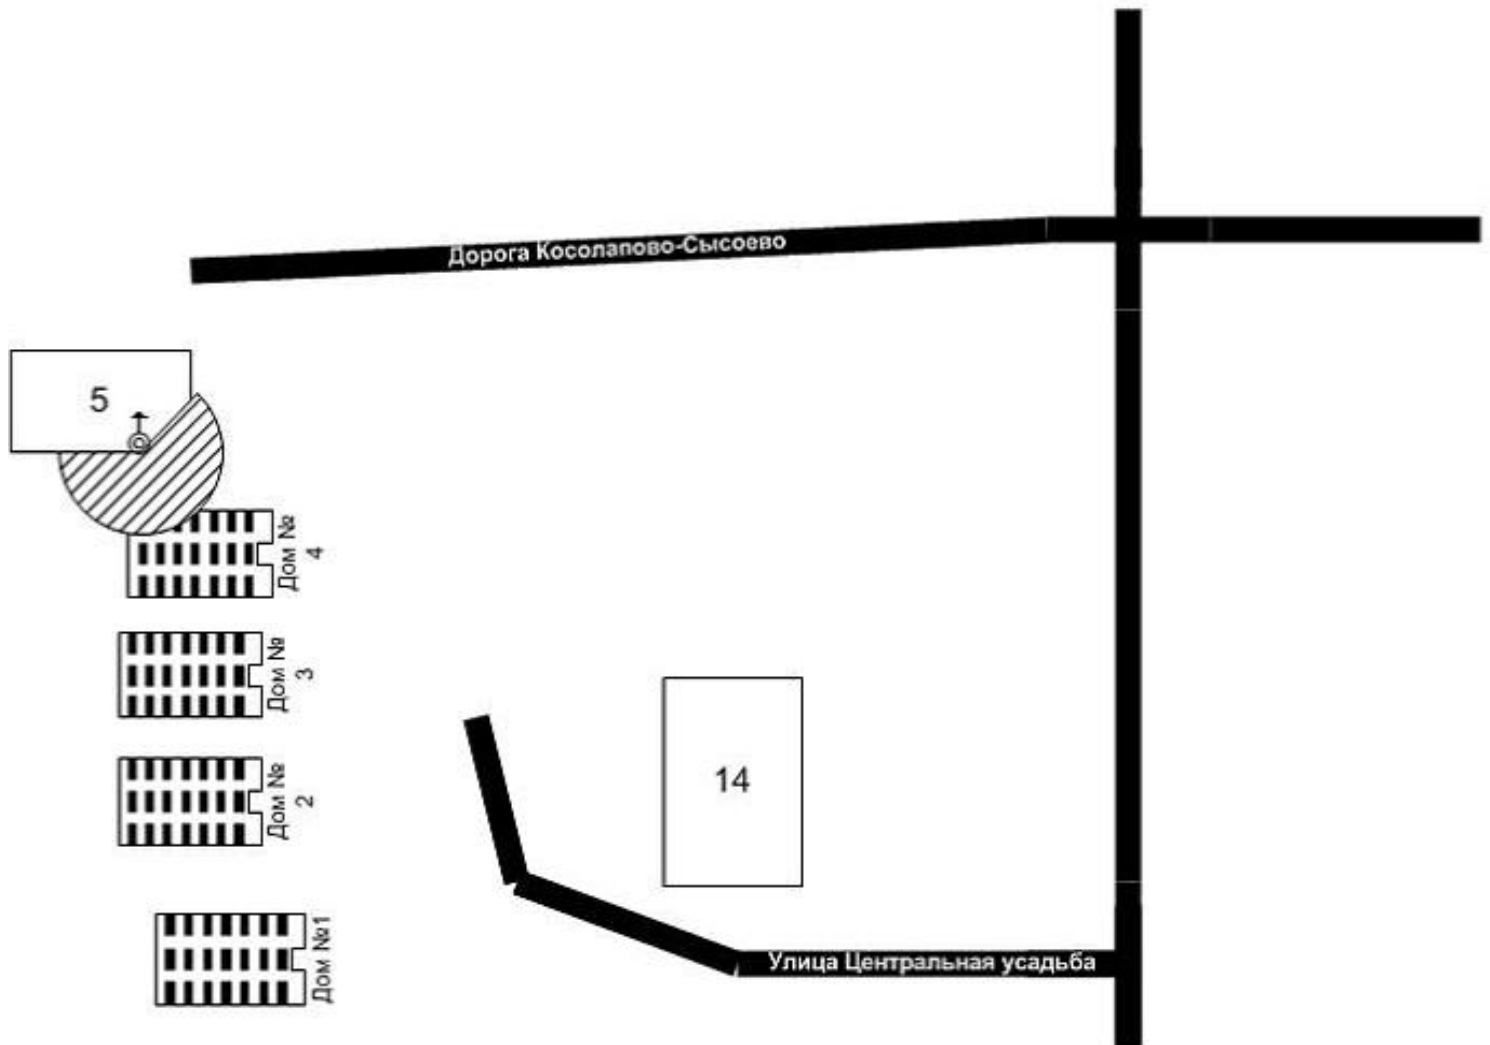 Дорога Косолапово-Сысоево
5
Дом №
4
Дом №
3
Дом №
2
14
Дом №1
Улица Центральная усадьба